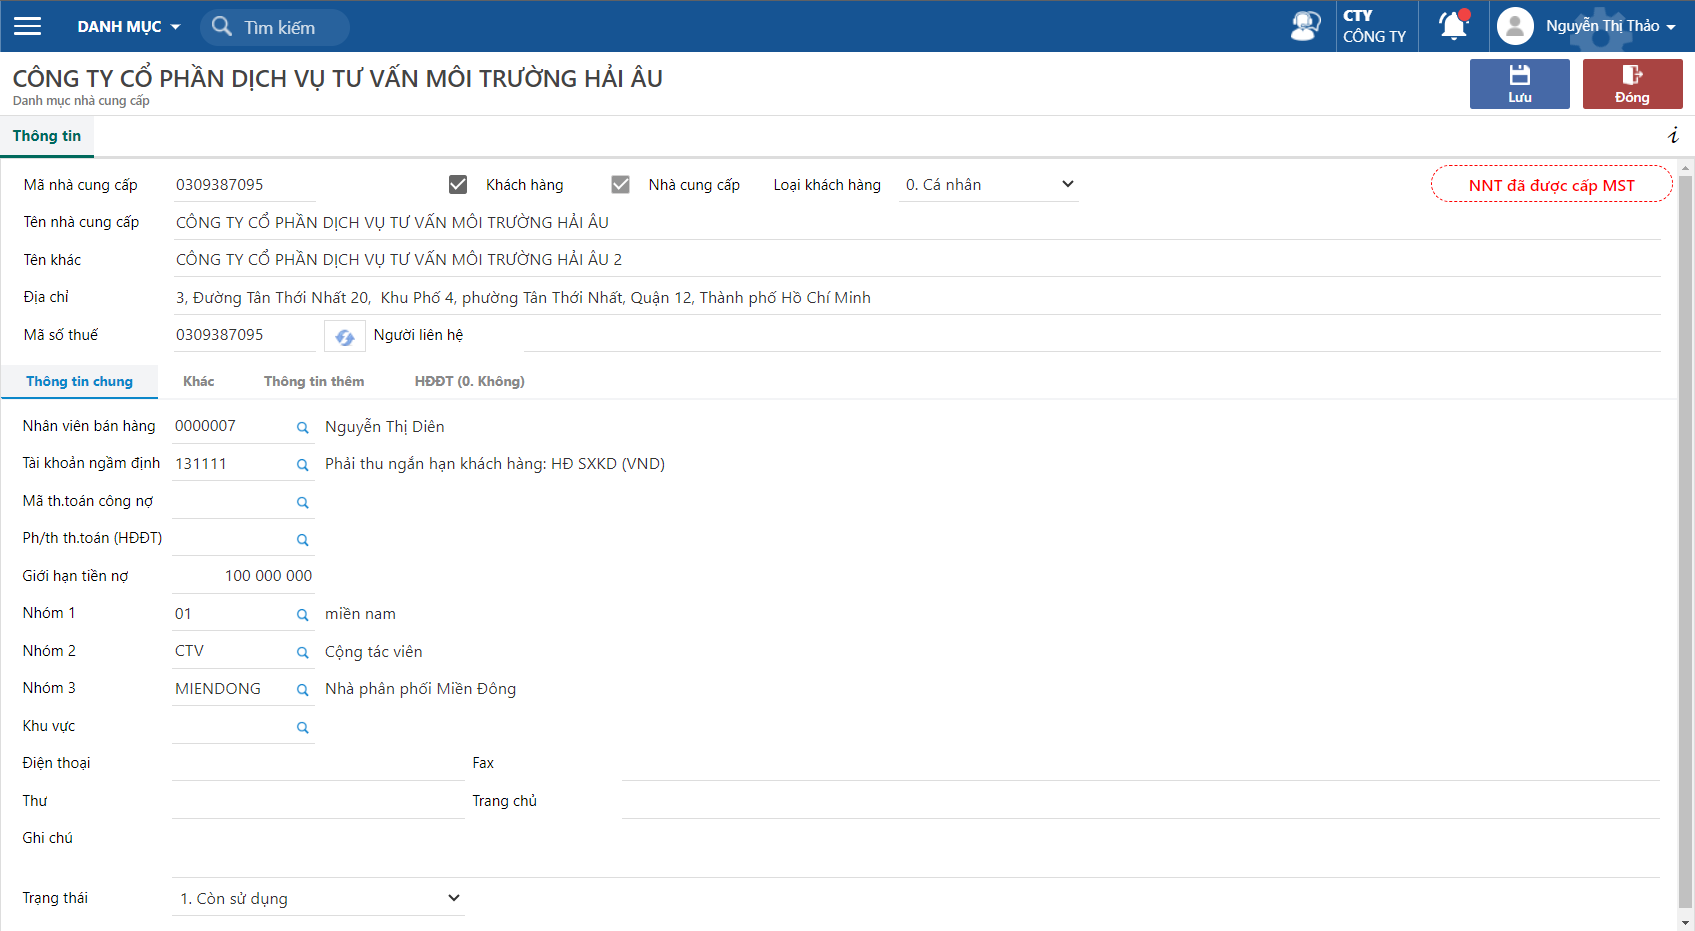 DANH MỤC
Tìm kiếm
CTY
CÔNG TY
Nguyễn Thị Thảo
CÔNG TY CỔ PHẦN DỊCH VỤ TƯ VẤN MÔI TRƯỜNG HẢI ÂU
Danh mục nhà cung cấp
Lưu
Đóng
Thông tin
i
Mã nhà cung cấp 0309387095 Khách hàng Nhà cung cấp Loại khách hàng 0. Cá nhân
NNT đã được cấp MST
Tên nhà cung cấp CÔNG TY CỔ PHẦN DỊCH VỤ TƯ VẤN MÔI TRƯỜNG HẢI ÂU
Tên khác CÔNG TY CỔ PHẦN DỊCH VỤ TƯ VẤN MÔI TRƯỜNG HẢI ÂU 2
Địa chỉ 3, Đường Tân Thới Nhất 20, Khu Phố 4, phường Tân Thới Nhất, Quận 12, Thành phố Hồ Chí Minh
Mã số thuế 0309387095 Người liên hệ
Thông tin chung Khác Thông tin thêm HĐĐT (0. Không)
Nhân viên bán hàng 0000007 Nguyễn Thị Diên
Tài khoản ngầm định 131111 Phải thu ngắn hạn khách hàng: HĐ SXKD (VND)
Mã th.toán công nợ
Ph/th th.toán (HĐĐT)
Giới hạn tiền nợ 100 000 000
Nhóm 1 01 miền nam
Nhóm 2 CTV Cộng tác viên
Nhóm 3 MIENDONG Nhà phân phối Miền Đông
Khu vực
Điện thoại Fax
Thư Trang chủ
Ghi chú
Trạng thái 1. Còn sử dụng